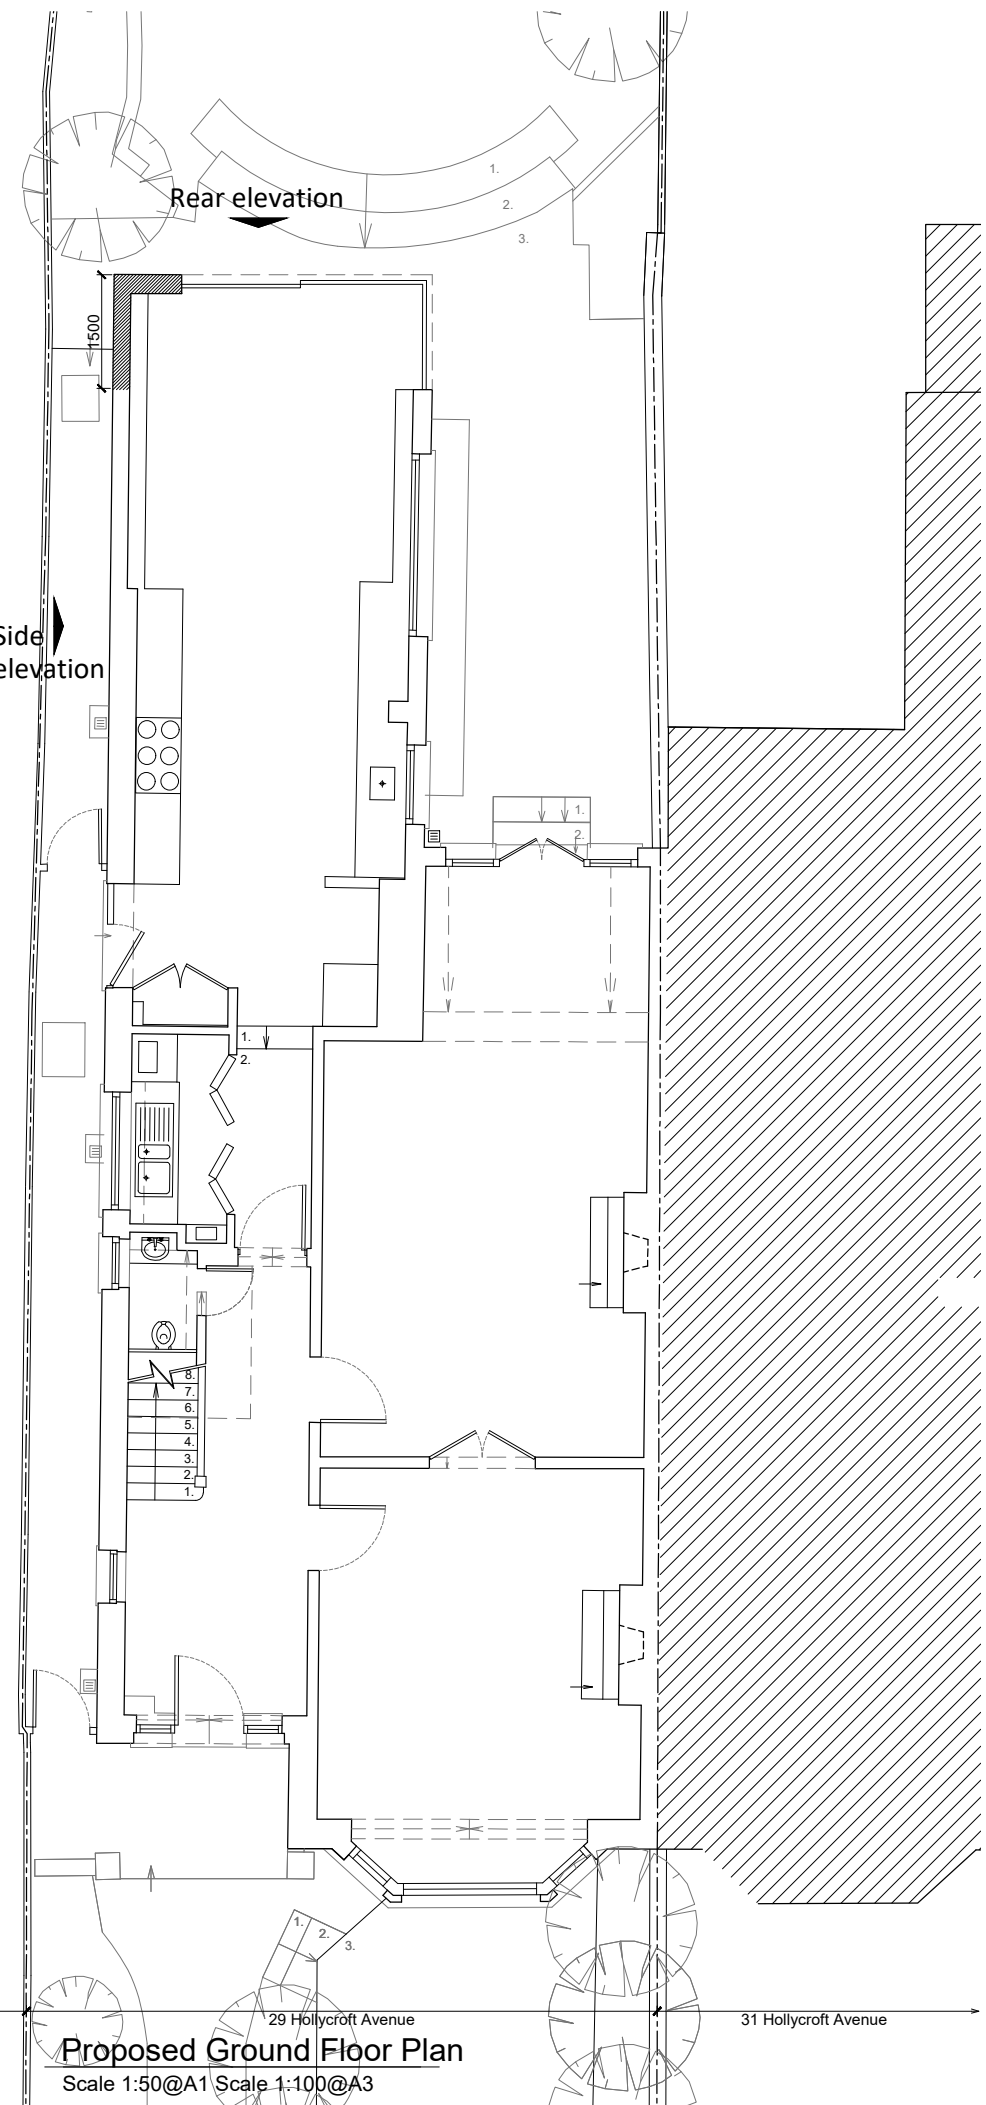 1.
2.
3.
Rear elevation
1500
Side
elevation
1.
2.
1.
2.
8.
7.
6.
5.
4.
3.
2.
1.
1.
2.
3.
29 Hollycroft Avenue
31 Hollycroft Avenue
Proposed Ground Floor Plan
Scale 1:50@A1 Scale 1:100@A3